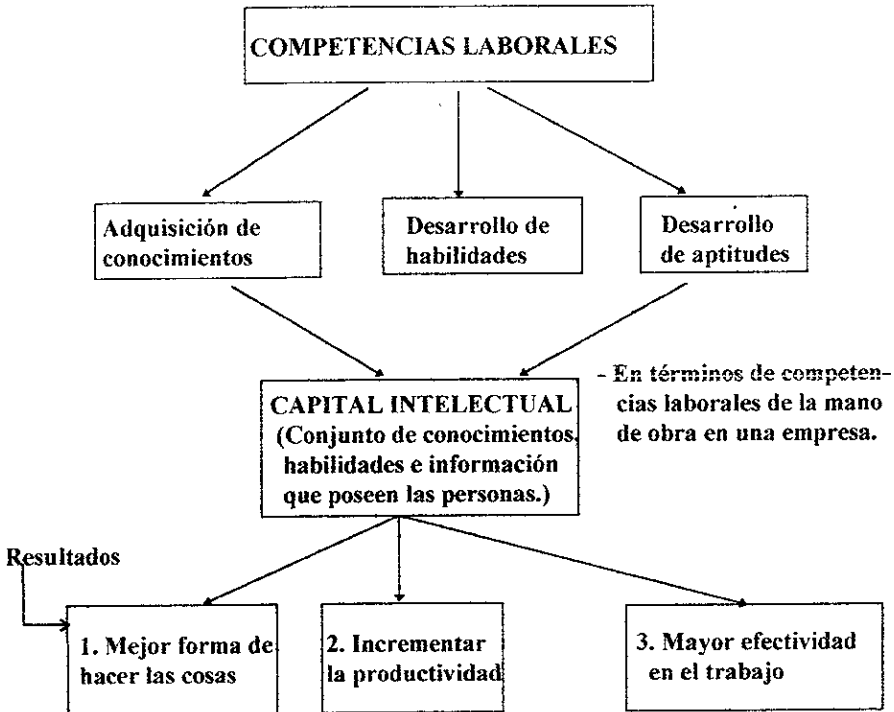 COMPETENCIAS LABORALES
Adquisición de
conocimientos
Desarrollo de
habilidades
Desarrollo
de aptitudes
CAPITAL INTELECTUAL
(Conjunto de conocimientos,
habilidades e información
que poseen las personas.)
- En términos de competen-
cias laborales de la mano
de obra en una empresa.
Resultados
1. Mejor forma de
hacer las cosas
2. Incrementar
la productividad
3. Mayor efectividad
en el trabajo